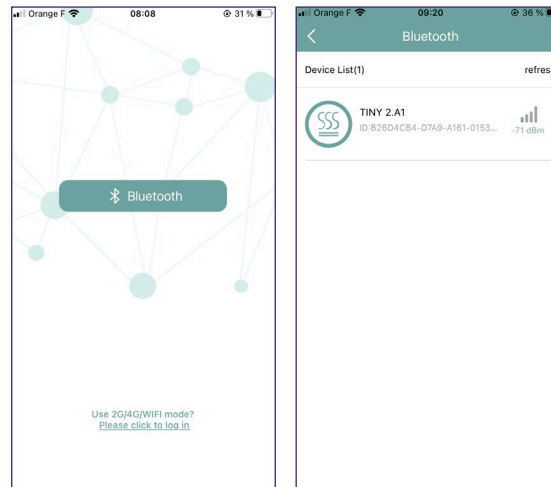 Orange F
08:08
31 %
Bluetooth
Use 2G/4G/WIFI mode?
Please click to log in
Orange F
09:20
36 %
Bluetooth
Device List(1)
refres
SSS
TINY 2.A1
ID:B26D4CB4-D7A9-A161-0153...
-71 dBm